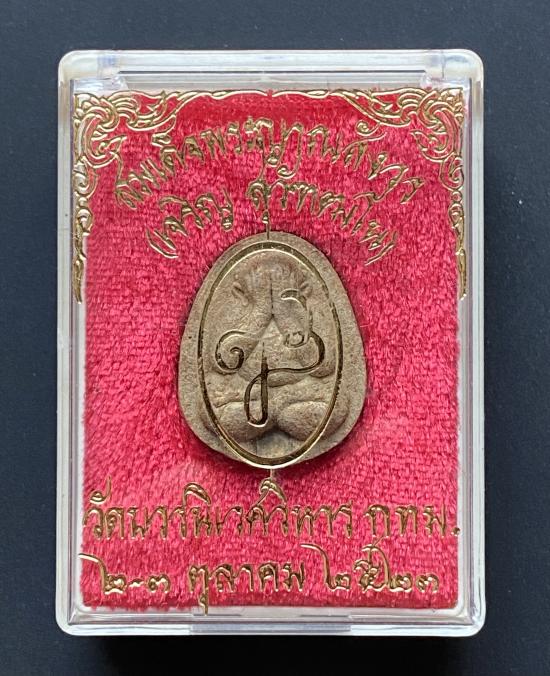 สมเด็จพระญาณสังวร
(เจริญ สุวฑฺฒโน)
วัดบวรนิเวศวิหาร กทม.
๒-๓ ตุลาคม ๒๕๒๓